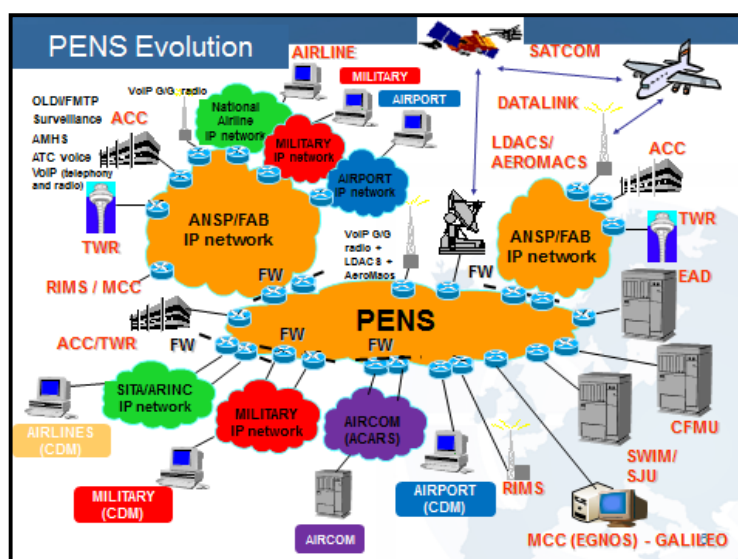 PENS Evolution
AIRLINE
SATCOM
MILITARY
VoIP G/G radio
AIRPORT
OLDI/FMTP
Surveillance
ACC
AMHS
ATC voice
VoIP (telephony
and radio)
National
Airline
IP network
MILITARY
IP network
AIRPORT
IP network
DATALINK
LDACS/
AEROMACS
ACC
TWR
ANSP/FAB
IP network
VoIP G/G
radio +
LDACS +
AeroMacs
ANSP/FAB
IP network
TWR
RIMS / MCC
FW
FW
EAD
PENS
ACC/TWR
FW
FW
FW
SITA/ARINC
IP network
MILITARY
IP network
AIRCOM
(ACARS)
CFMU
AIRLINES
(CDM)
SWIM/
SJU
MILITARY
(CDM)
AIRPORT
(CDM)
RIMS
AIRCOM
MCC (EGNOS) - GALILEO